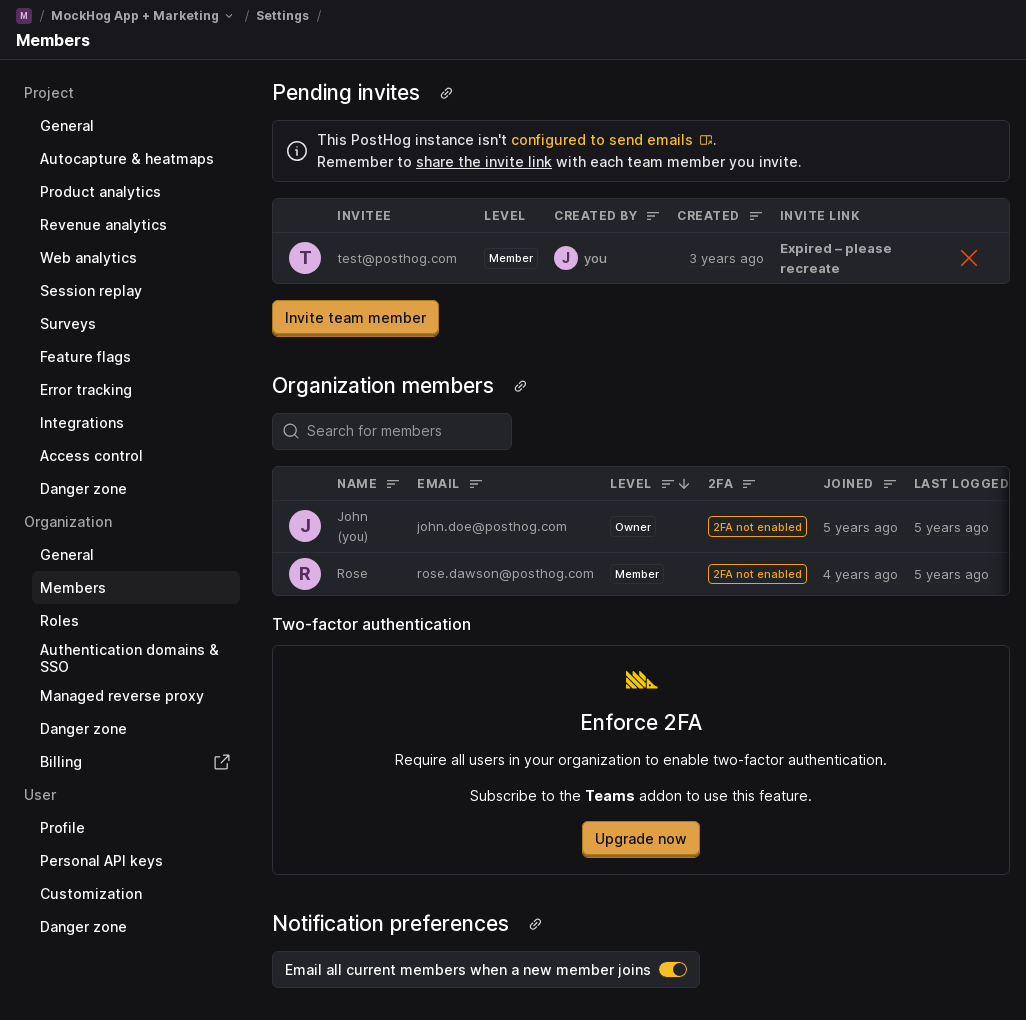 M / MockHog App + Marketing / Settings /
Members
Project
General
Autocapture & heatmaps
Product analytics
Revenue analytics
Web analytics
Session replay
Surveys
Feature flags
Error tracking
Integrations
Access control
Danger zone
Organization
General
Members
Roles
Authentication domains &
SSO
Managed reverse proxy
Danger zone
Billing
User
Profile
Personal API keys
Customization
Danger zone
Pending invites
This PostHog instance isn't configured to send emails .
Remember to share the invite link with each team member you invite.
INVITEE LEVEL CREATED BY CREATED INVITE LINK
T test@posthog.com Member J you 3 years ago Expired – please
recreate
Invite team member
Organization members
Search for members
NAME EMAIL LEVEL 2FA JOINED LAST LOGGED
J John
(you) john.doe@posthog.com Owner 2FA not enabled 5 years ago 5 years ago
R Rose rose.dawson@posthog.com Member 2FA not enabled 4 years ago 5 years ago
Two-factor authentication
Enforce 2FA
Require all users in your organization to enable two-factor authentication.
Subscribe to the Teams addon to use this feature.
Upgrade now
Notification preferences
Email all current members when a new member joins